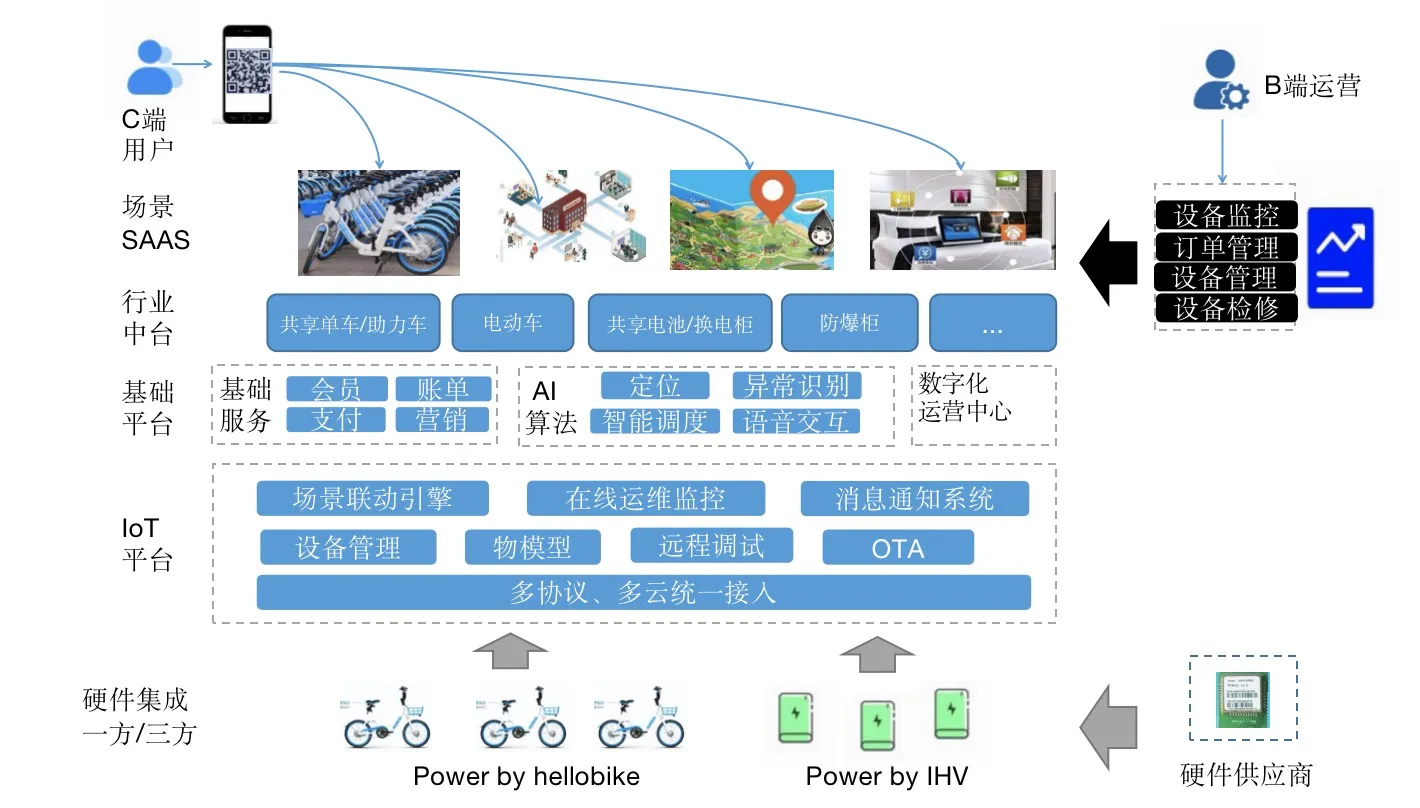 C端
用户
B端运营
场景
SAAS
设备监控
订单管理
设备管理
设备检修
行业
中台
共享单车/助力车
电动车
共享电池/换电柜
防爆柜
...
基础
平台
基础
服务
会员
账单
支付
营销
AI
算法
定位
异常识别
智能调度
语音交互
数字化
运营中心
IoT
平台
场景联动引擎
在线运维监控
消息通知系统
设备管理
物模型
远程调试
OTA
多协议、多云统一接入
硬件集成
一方/三方
Power by hellobike
Power by IHV
硬件供应商